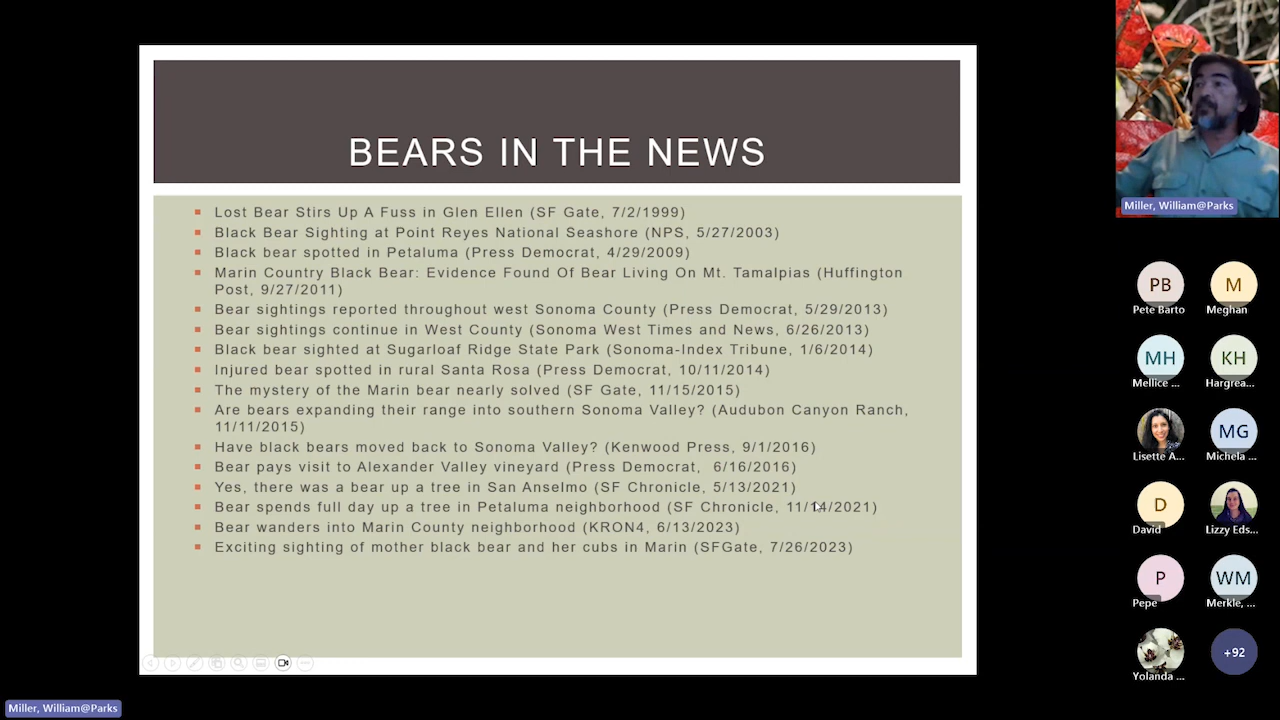 BEARS IN THE NEWS
Lost Bear Stirs Up A Fuss in Glen Ellen (SF Gate, 7/2/1999)
Black Bear Sighting at Point Reyes National Seashore (NPS, 5/27/2003)
Black bear spotted in Petaluma (Press Democrat, 4/29/2009)
Marin Country Black Bear: Evidence Found Of Bear Living On Mt. Tamalpias (Huffington
Post, 9/27/2011)
Bear sightings reported throughout west Sonoma County (Press Democrat, 5/29/2013)
Bear sightings continue in West County (Sonoma West Times and News, 6/26/2013)
Black bear sighted at Sugarloaf Ridge State Park (Sonoma-Index Tribune, 1/6/2014)
Injured bear spotted in rural Santa Rosa (Press Democrat, 10/11/2014)
The mystery of the Marin bear nearly solved (SF Gate, 11/15/2015)
Are bears expanding their range into southern Sonoma Valley? (Audubon Canyon Ranch,
11/11/2015)
Have black bears moved back to Sonoma Valley? (Kenwood Press, 9/1/2016)
Bear pays visit to Alexander Valley vineyard (Press Democrat, 6/16/2016)
Yes, there was a bear up a tree in San Anselmo (SF Chronicle, 5/13/2021)
Bear spends full day up a tree in Petaluma neighborhood (SF Chronicle, 11/14/2021)
Bear wanders into Marin County neighborhood (KRON4, 6/13/2023)
Exciting sighting of mother black bear and her cubs in Marin (SFGate, 7/26/2023)
Miller, William@Parks
PB
Pete Barto
M
Meghan
MH
Mellice ...
KH
Hargrea...
Lisette A...
MG
Michela ...
D
David
Lizzy Eds...
P
Pepe
WM
Merkle, ...
Yolanda ...
+92
Miller, William@Parks